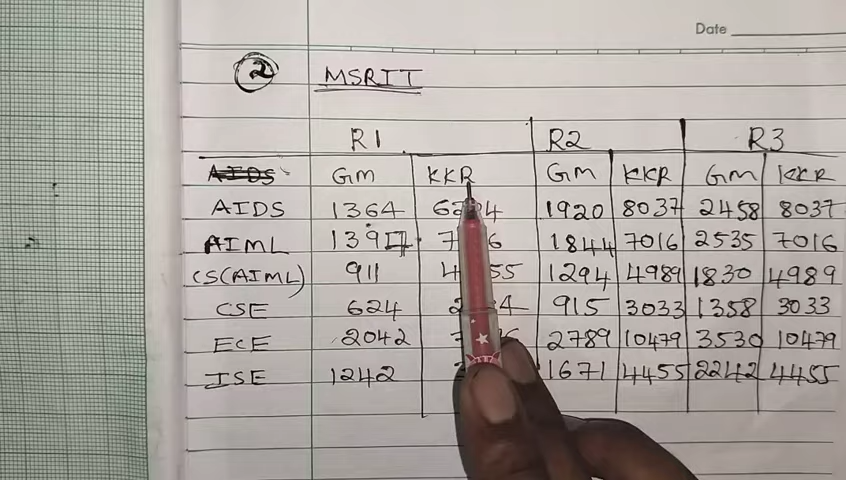 Date
2 MSRIT
R1 R2 R3
GM KKR GM KKR GM KKR
AIDS 1364 1920 8037 2458 8037
AIML 1844 7016 2535 7016
CS(AIML) 911 1294 4989 1830 4989
CSE 624 915 3033 1358 3033
ECE 2042 2789 10479 3530 10479
ISE 1242 1671 4455 2242 4455